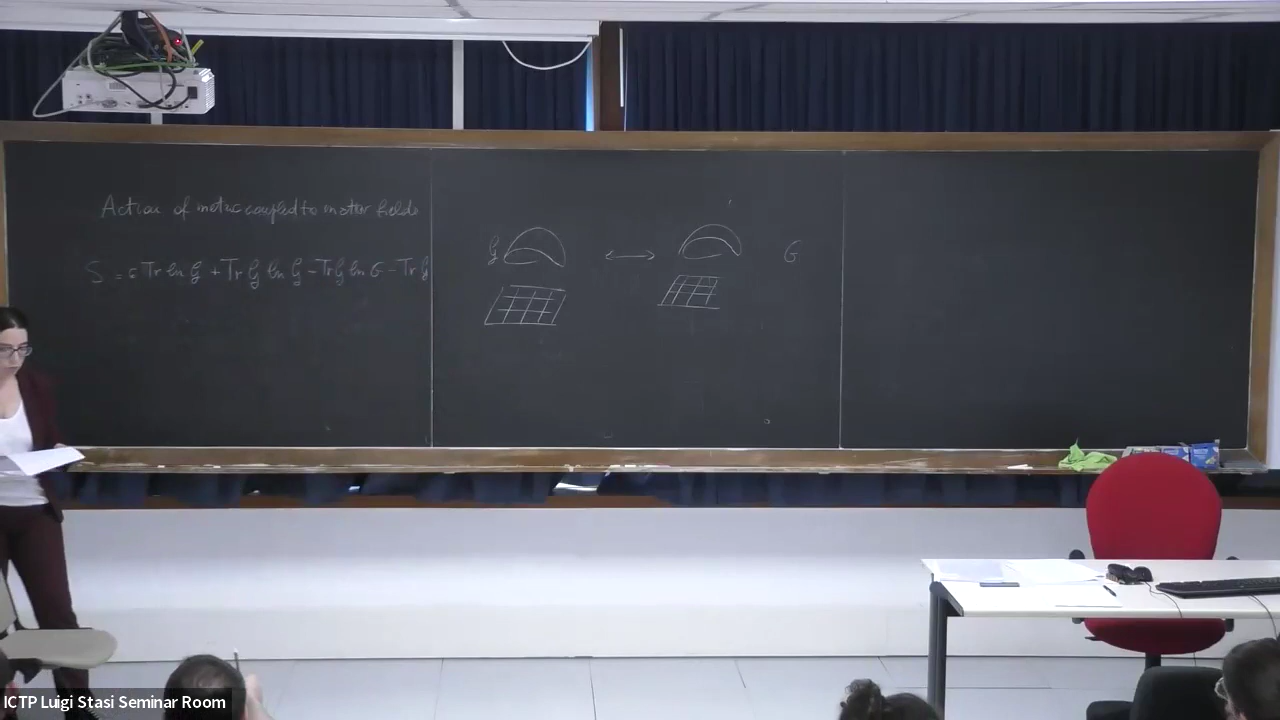 Action of metric coupled to matter fields
S = Tr ln G̃ + Tr G̃ ln G̃ - Tr G̃ ln G - Tr G̃
G̃ ⟷ G
ICTP Luigi Stasi Seminar Room